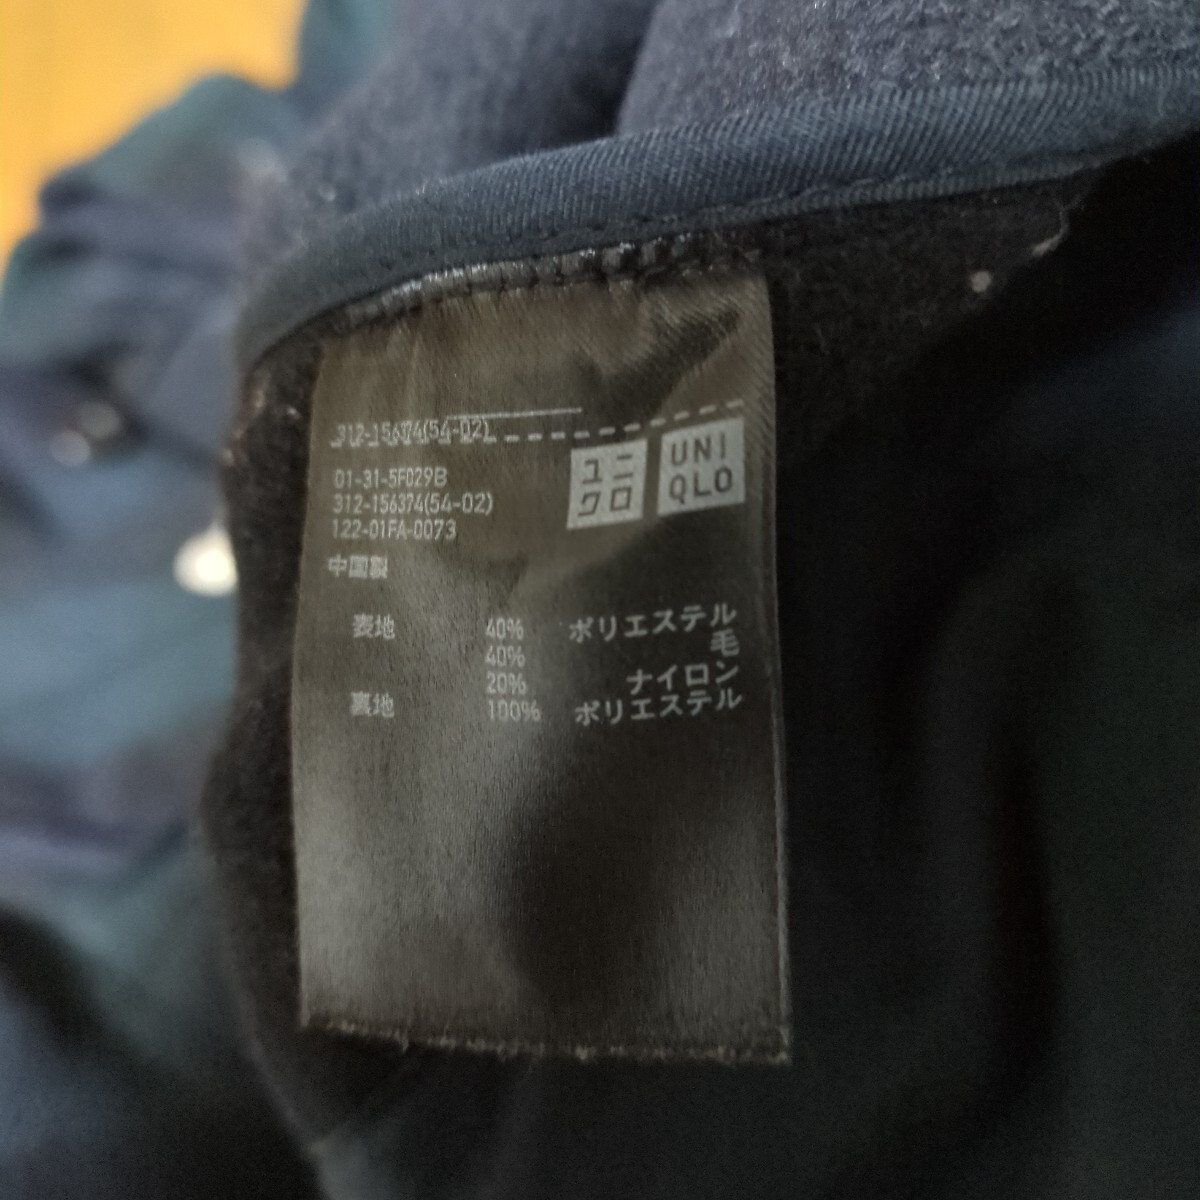 312-156374(54-02)
ユニ
クロ
UNI
QLO
01-31-5F029B
312-156374(54-02)
122-01FA-0073
中国製
表地 40% ポリエステル
40% 毛
20% ナイロン
裏地 100% ポリエステル